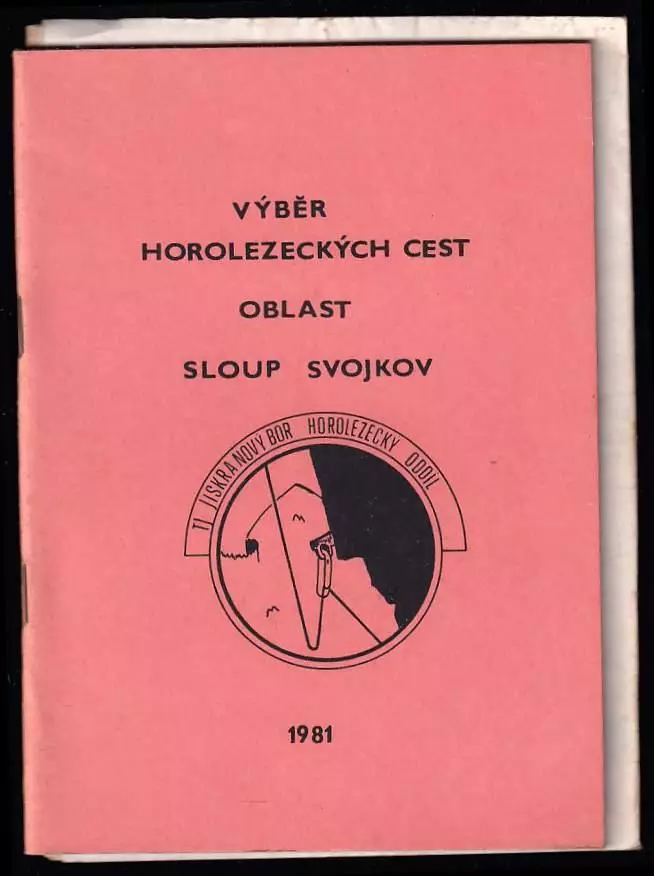 VÝBĚR
HOROLEZECKÝCH CEST
OBLAST
SLOUP SVOJKOV
TJ JISKRA NOVÝ BOR HOROLEZECKÝ ODDÍL
1981